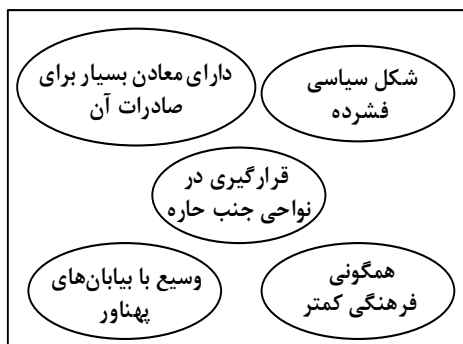 شکل سیاسی
فشرده
دارای معادن بسیار برای
صادرات آن
قرارگیری در
نواحی جنب حاره
همگونی
فرهنگی کمتر
وسیع با بیابان‌های
پهناور